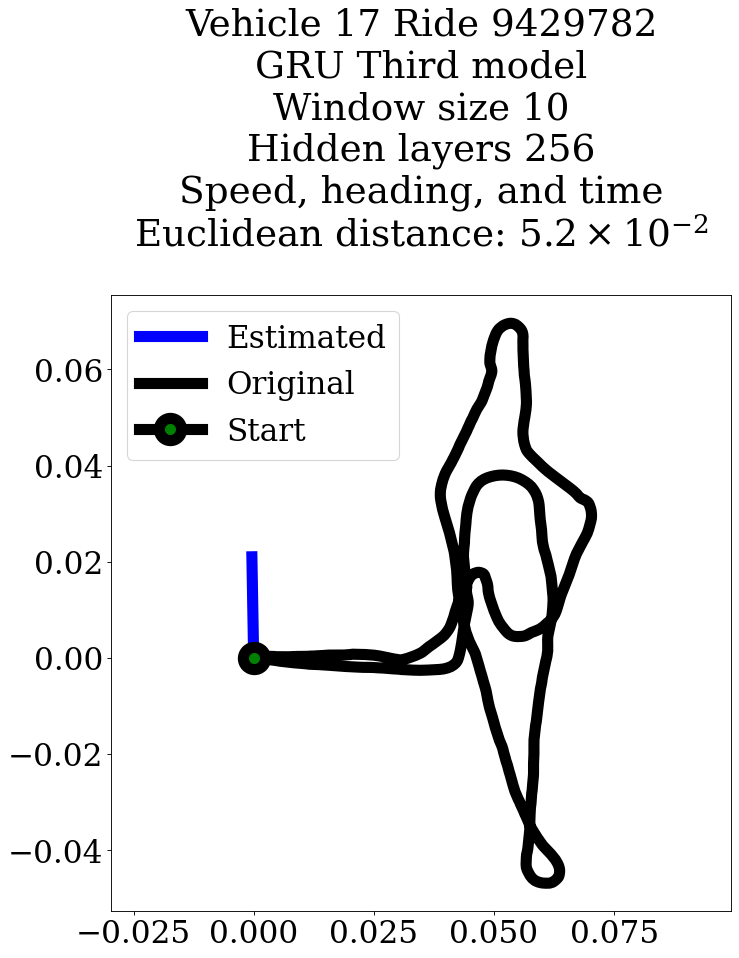 Vehicle 17 Ride 9429782
GRU Third model
Window size 10
Hidden layers 256
Speed, heading, and time
Euclidean distance: 5.2 × 10⁻²
Estimated
Original
Start
0.06
0.04
0.02
0.00
−0.02
−0.04
−0.025 0.000 0.025 0.050 0.075